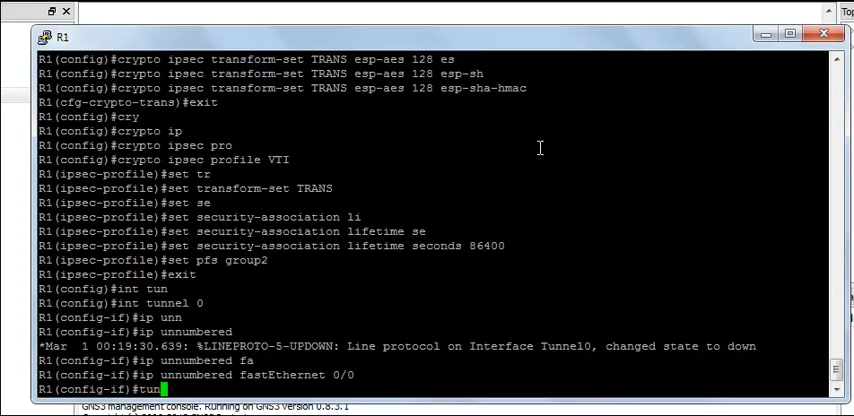 Top
R1
R1(config)#crypto ipsec transform-set TRANS esp-aes 128 es
R1(config)#crypto ipsec transform-set TRANS esp-aes 128 esp-sh
R1(config)#crypto ipsec transform-set TRANS esp-aes 128 esp-sha-hmac
R1(cfg-crypto-trans)#exit
R1(config)#cry
R1(config)#crypto ip
R1(config)#crypto ipsec pro
R1(config)#crypto ipsec profile VTI
R1(ipsec-profile)#set tr
R1(ipsec-profile)#set transform-set TRANS
R1(ipsec-profile)#set se
R1(ipsec-profile)#set security-association li
R1(ipsec-profile)#set security-association lifetime se
R1(ipsec-profile)#set security-association lifetime seconds 86400
R1(ipsec-profile)#set pfs group2
R1(ipsec-profile)#exit
R1(config)#int tun
R1(config)#int tunnel 0
R1(config-if)#ip unn
R1(config-if)#ip unnumbered
*Mar  1 00:19:30.639: %LINEPROTO-5-UPDOWN: Line protocol on Interface Tunnel0, changed state to down
R1(config-if)#ip unnumbered fa
R1(config-if)#ip unnumbered fastEthernet 0/0
R1(config-if)#tun
GNS3 management console. Running on GNS3 version 0.8.3.1